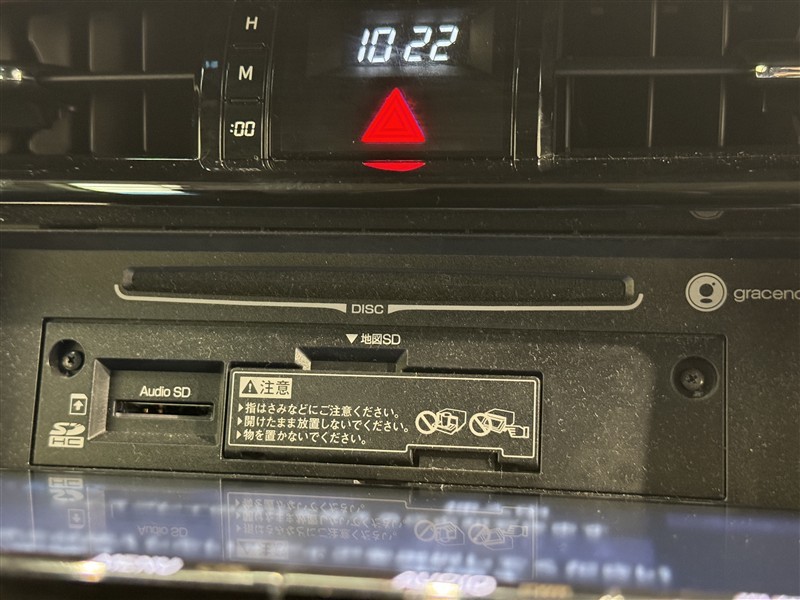 H
10:22
M
:00
DISC
gracenc
▼地図SD
Audio SD
⚠注意
▶指はさみなどにご注意ください。
▶開けたまま放置しないでください。
▶物を置かないでください。
SD
HC